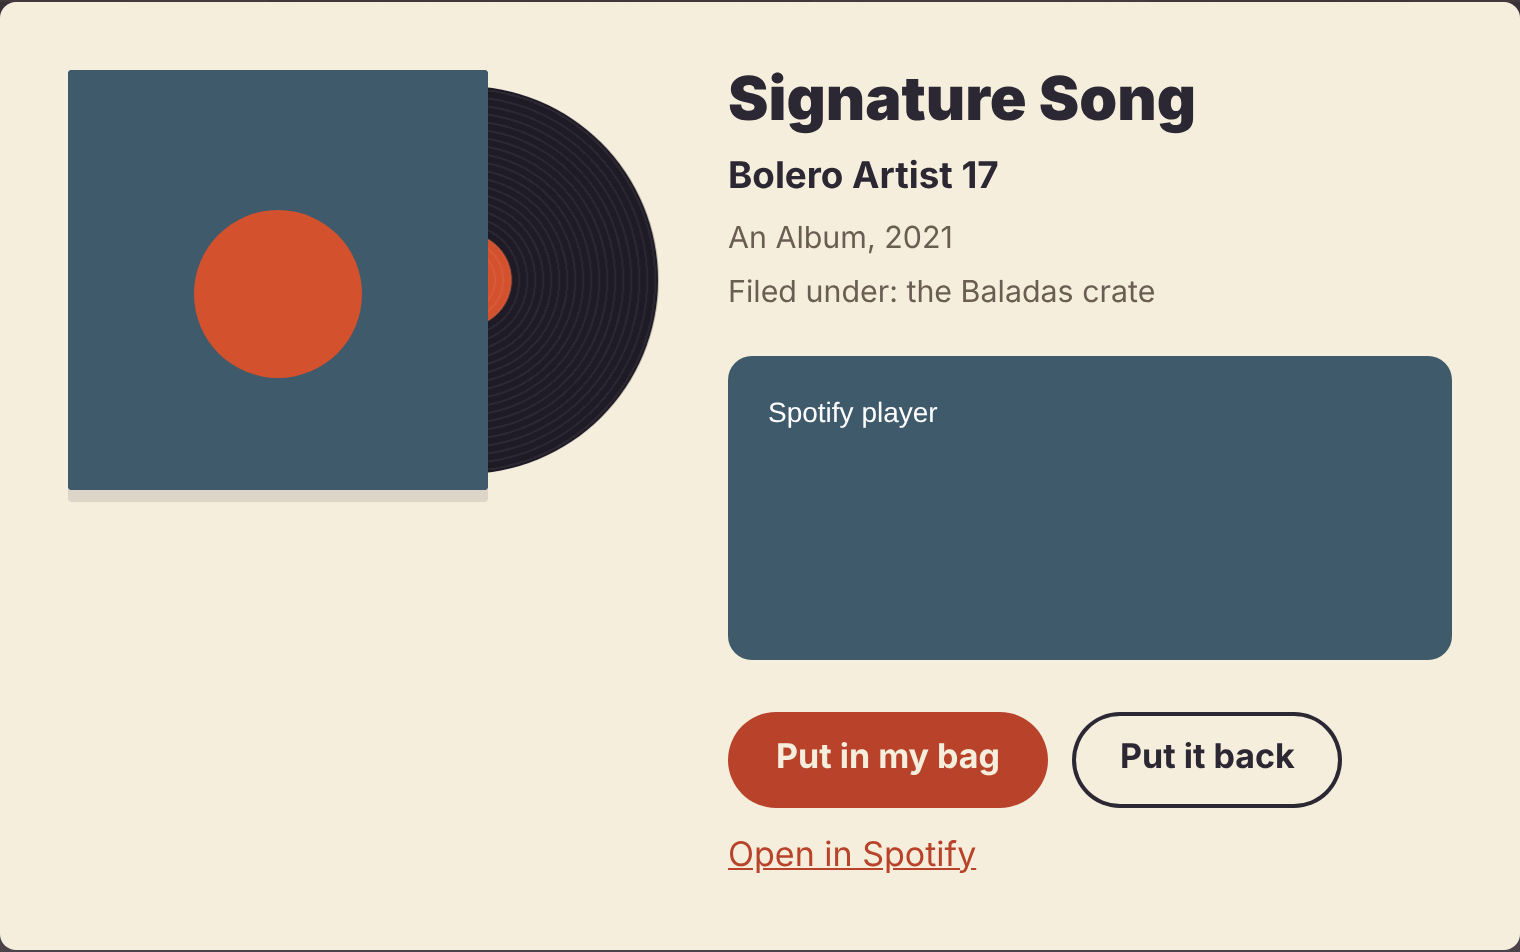 Signature Song
Bolero Artist 17
An Album, 2021
Filed under: the Baladas crate
Spotify player
Put in my bag
Put it back
Open in Spotify